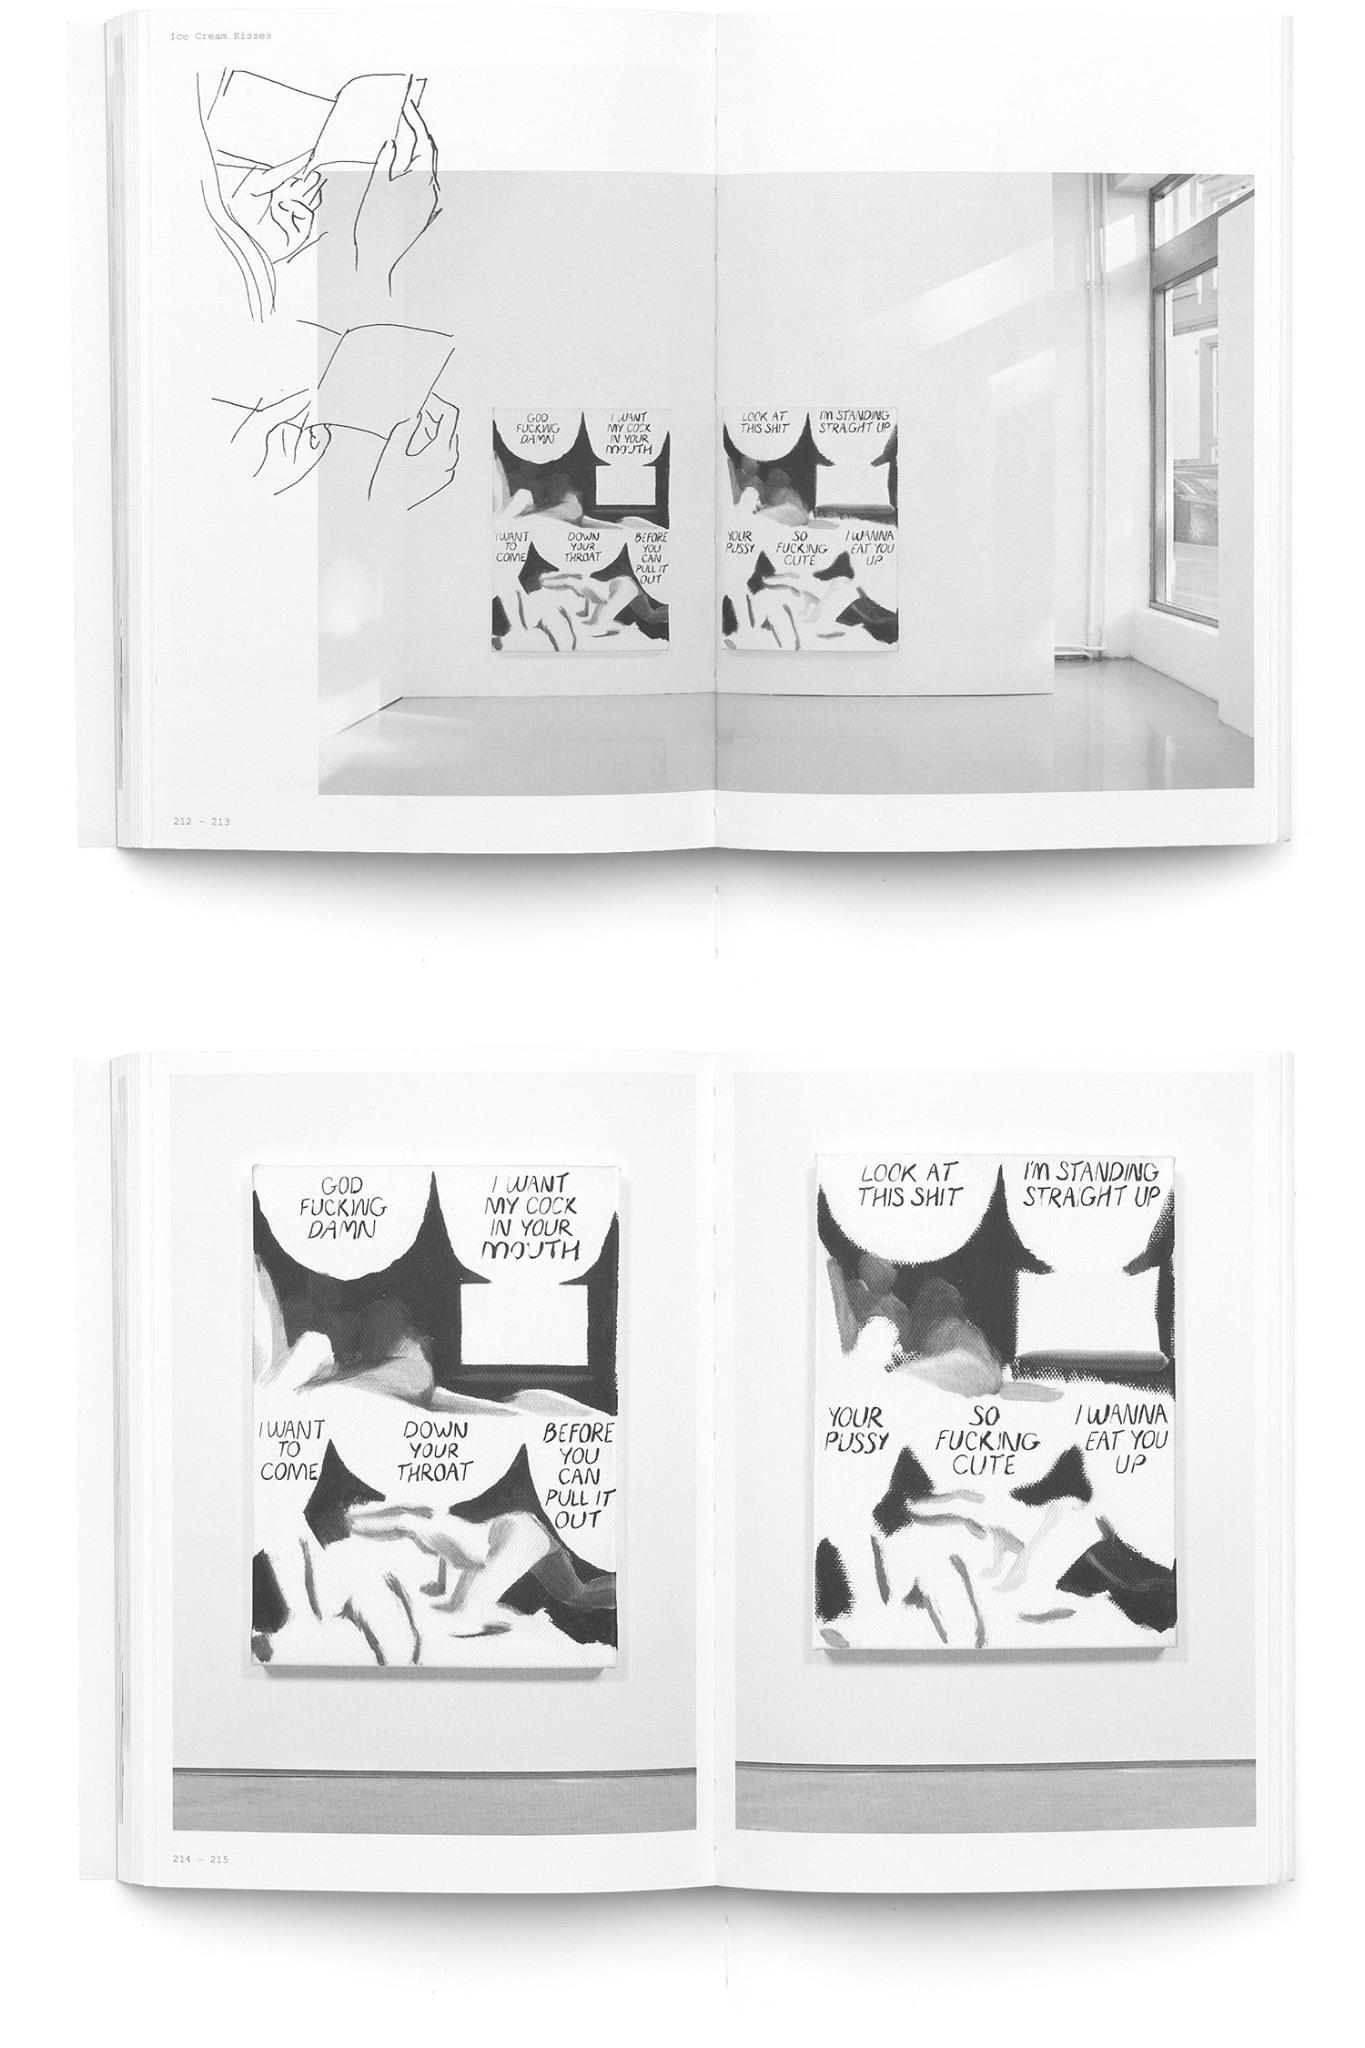 Ice Cream Kisses
GOD
FUCKING
DAMN
I WANT
MY COCK
IN YOUR
MOUTH
I WANT
TO
COME
DOWN
YOUR
THROAT
BEFORE
YOU
CAN
PULL IT
OUT
LOOK AT
THIS SHIT
I'M STANDING
STRAIGHT UP
YOUR
PUSSY
SO
FUCKING
CUTE
I WANNA
EAT YOU
UP
212 – 213
GOD
FUCKING
DAMN
I WANT
MY COCK
IN YOUR
MOUTH
I WANT
TO
COME
DOWN
YOUR
THROAT
BEFORE
YOU
CAN
PULL IT
OUT
LOOK AT
THIS SHIT
I'M STANDING
STRAIGHT UP
YOUR
PUSSY
SO
FUCKING
CUTE
I WANNA
EAT YOU
UP
214 – 215